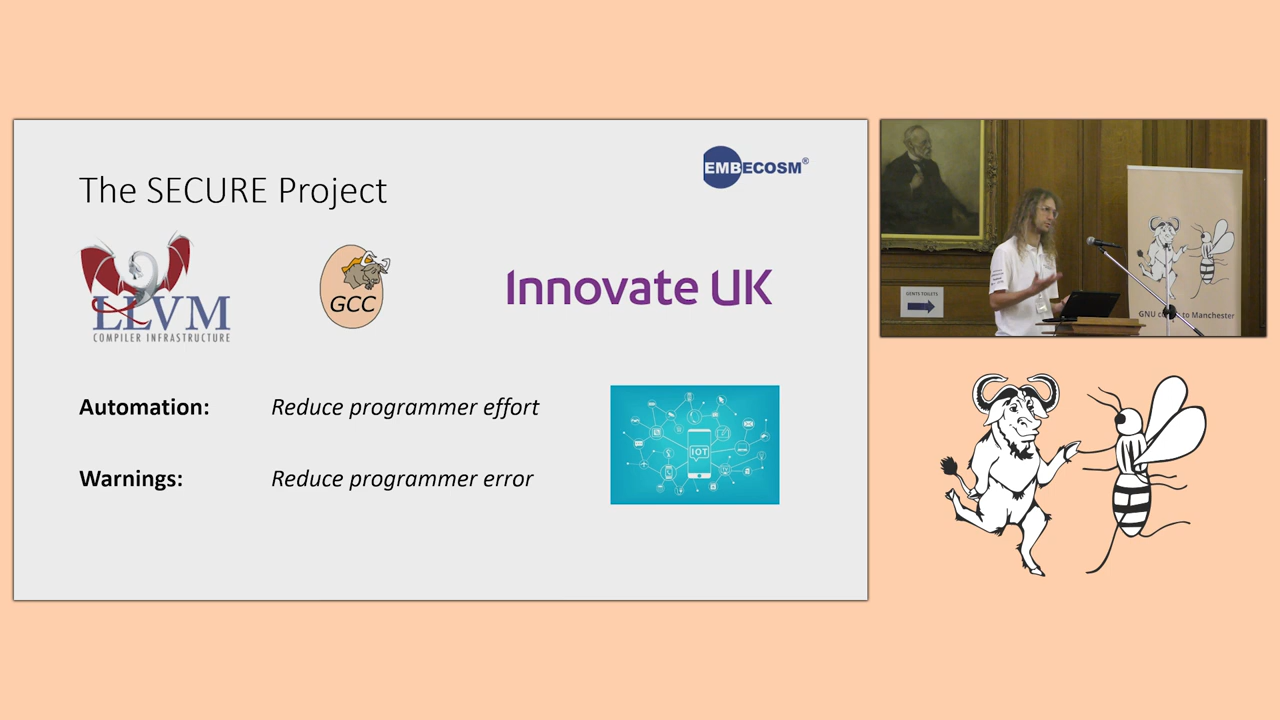 EMBECOSM®
The SECURE Project
LLVM
COMPILER INFRASTRUCTURE
GCC
Innovate UK
Automation: Reduce programmer effort
IOT
Warnings: Reduce programmer error
GENTS TOILETS
GNU to Manchester